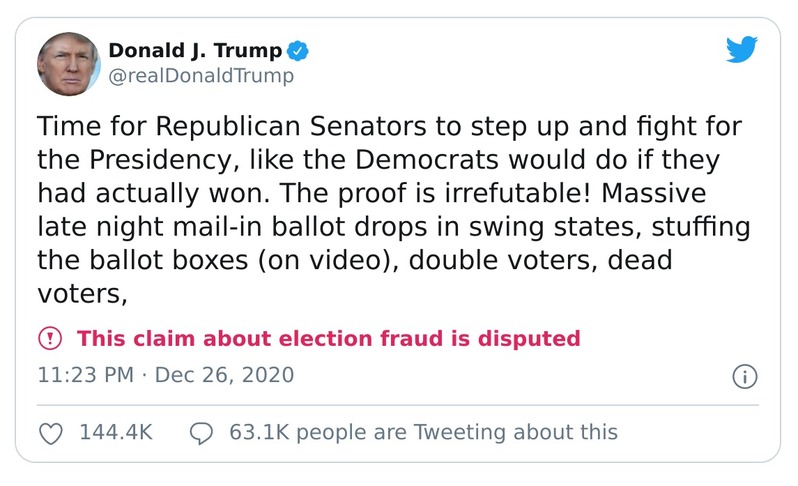 Donald J. Trump
@realDonaldTrump
Time for Republican Senators to step up and fight for
the Presidency, like the Democrats would do if they
had actually won. The proof is irrefutable! Massive
late night mail-in ballot drops in swing states, stuffing
the ballot boxes (on video), double voters, dead
voters,
This claim about election fraud is disputed
11:23 PM · Dec 26, 2020
144.4K 63.1K people are Tweeting about this